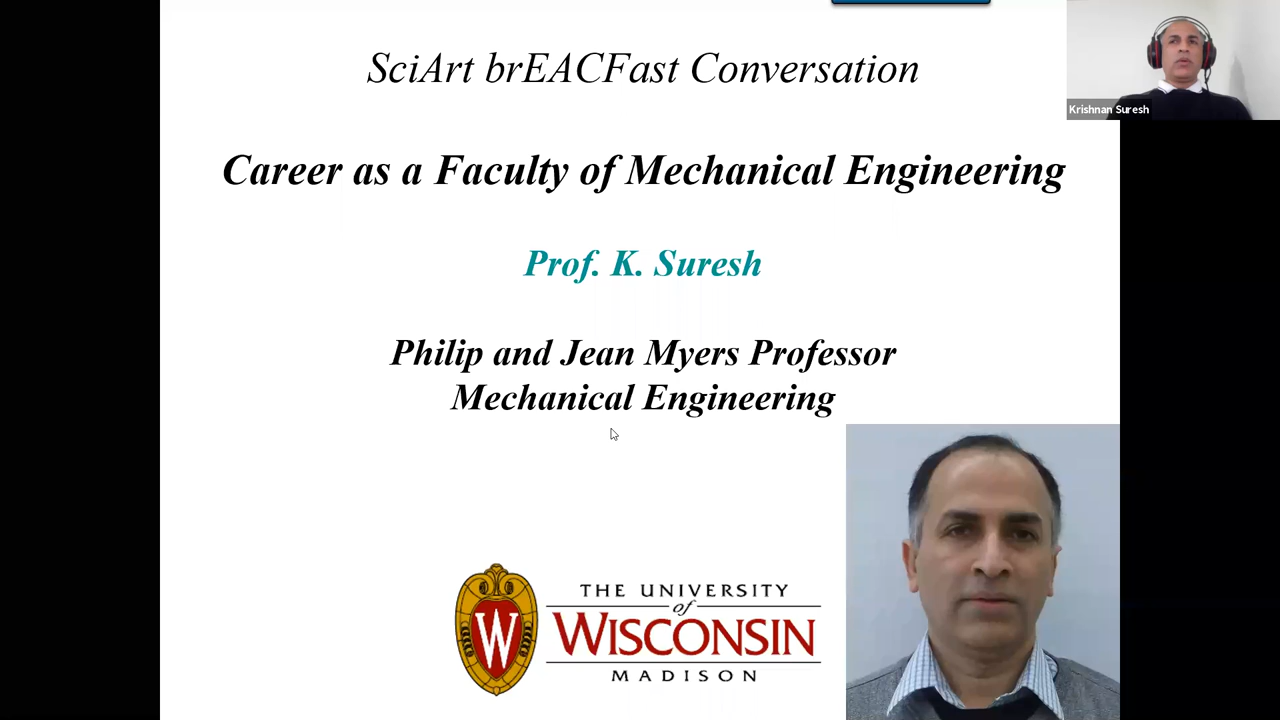 SciArt brEACFast Conversation
Krishnan Suresh
Career as a Faculty of Mechanical Engineering
Prof. K. Suresh
Philip and Jean Myers Professor
Mechanical Engineering
W
THE UNIVERSITY
of
WISCONSIN
MADISON